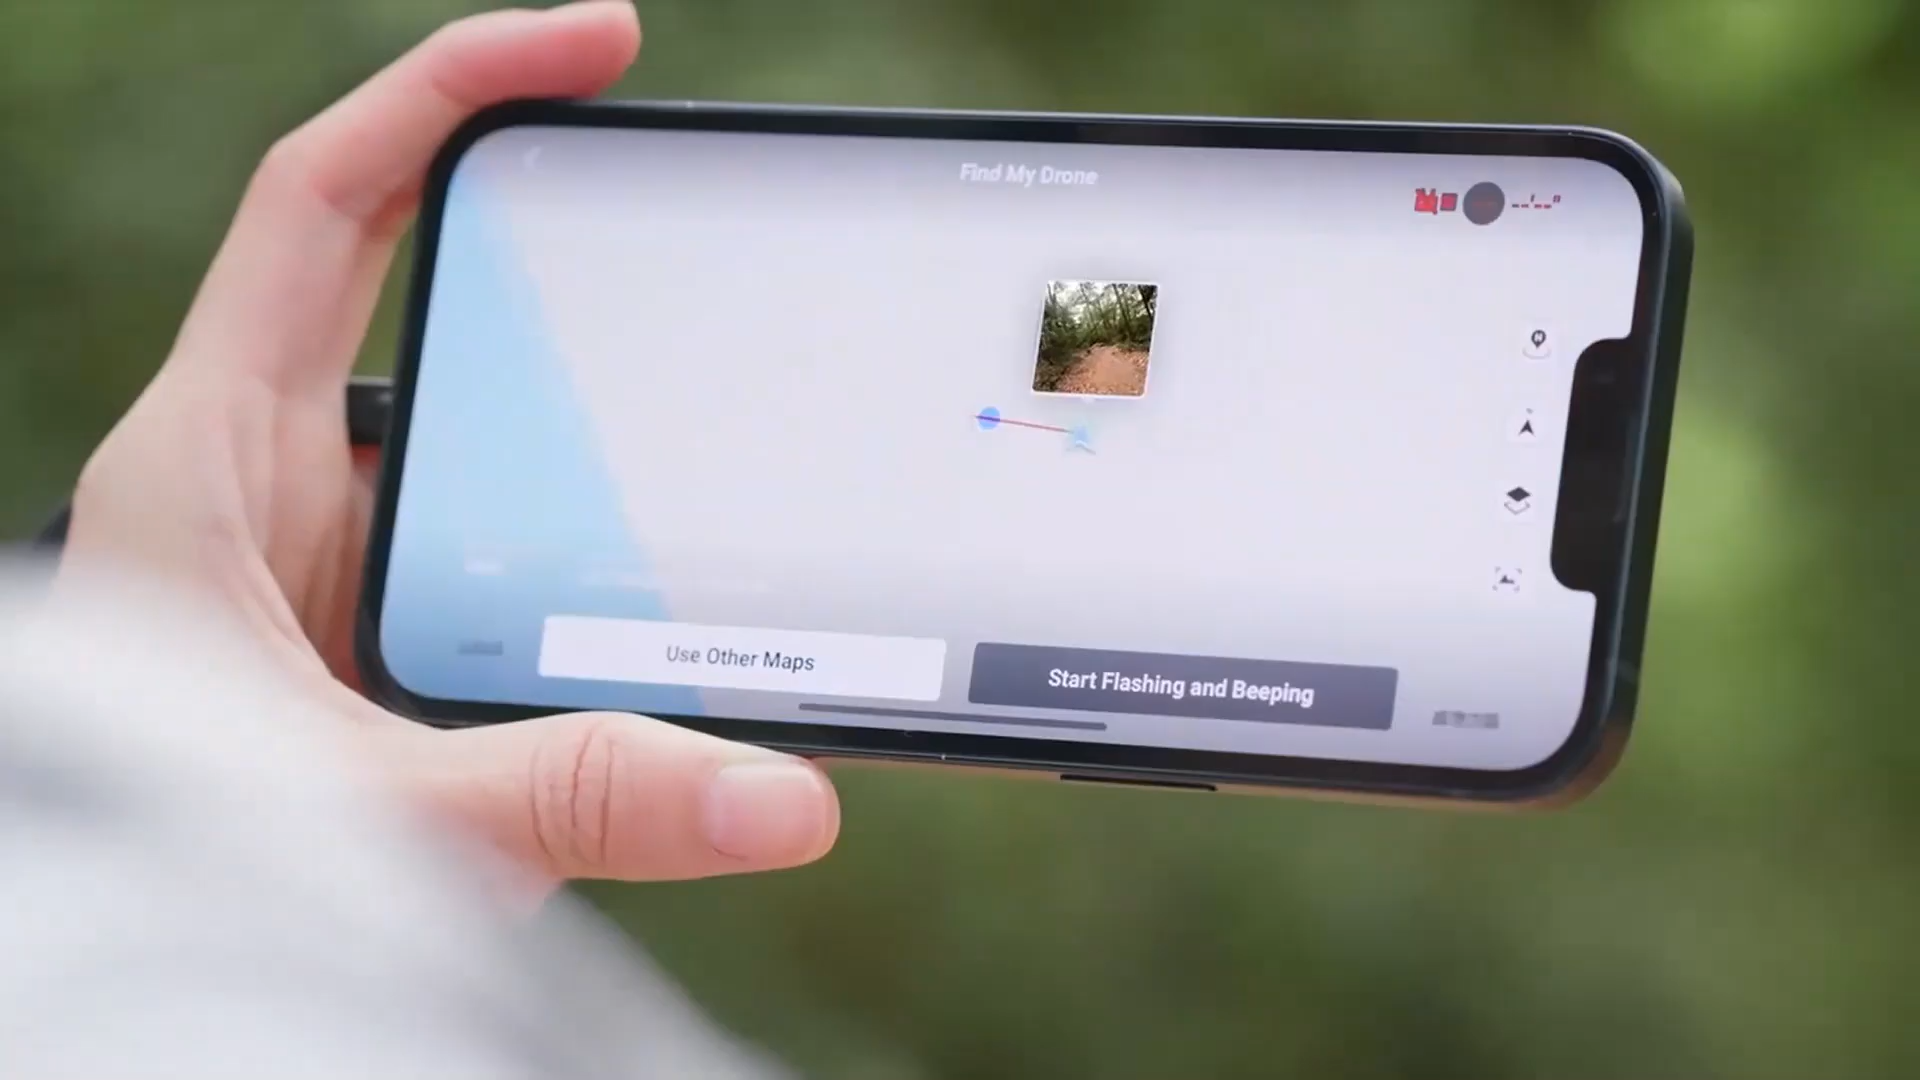 Find My Drone
--'--"
Use Other Maps
Start Flashing and Beeping